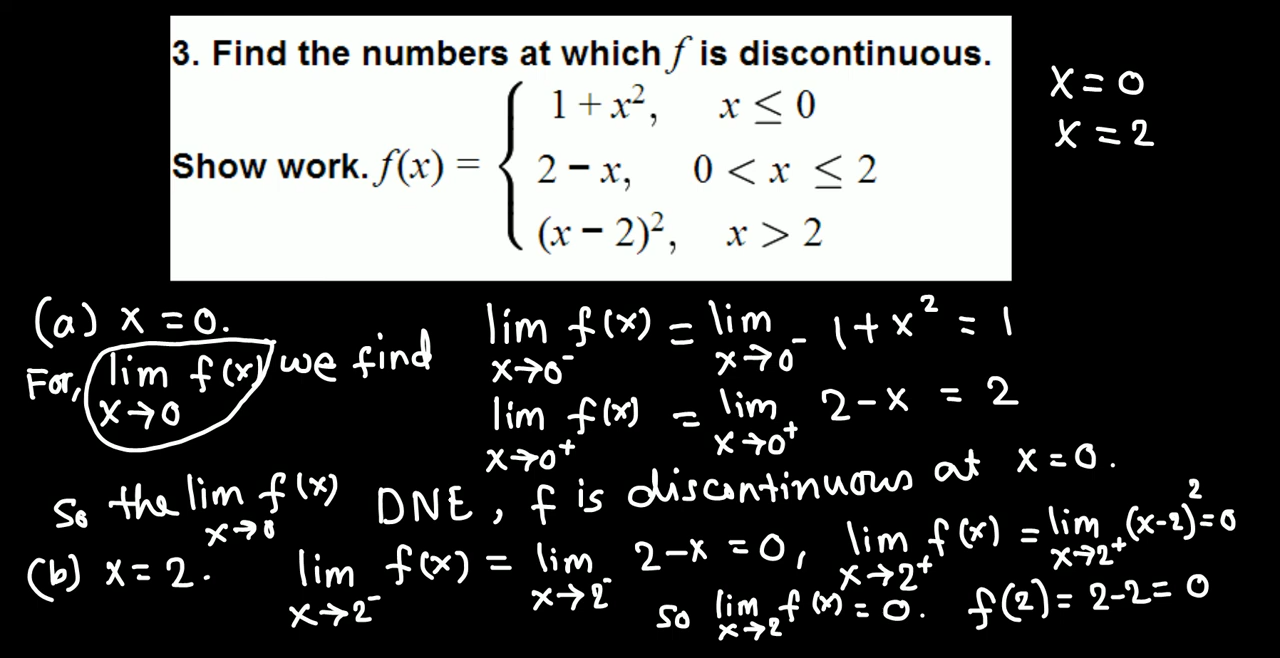 3. Find the numbers at which f is discontinuous.
1 + x², x ≤ 0
Show work. f(x) = { 2 − x, 0 < x ≤ 2
(x − 2)², x > 2
x = 0
x = 2
(a) x = 0.
For, lim f(x) we find
x→0
lim f(x) = lim 1 + x² = 1
x→0⁻ x→0⁻
lim f(x) = lim 2 − x = 2
x→0⁺ x→0⁺
So the lim f(x) DNE, f is discontinuous at x = 0.
x→0
(b) x = 2. lim f(x) = lim 2 − x = 0, lim f(x) = lim (x-2)² = 0
x→2⁻ x→2⁻ x→2⁺ x→2⁺
so lim f(x) = 0. f(2) = 2-2 = 0
x→2